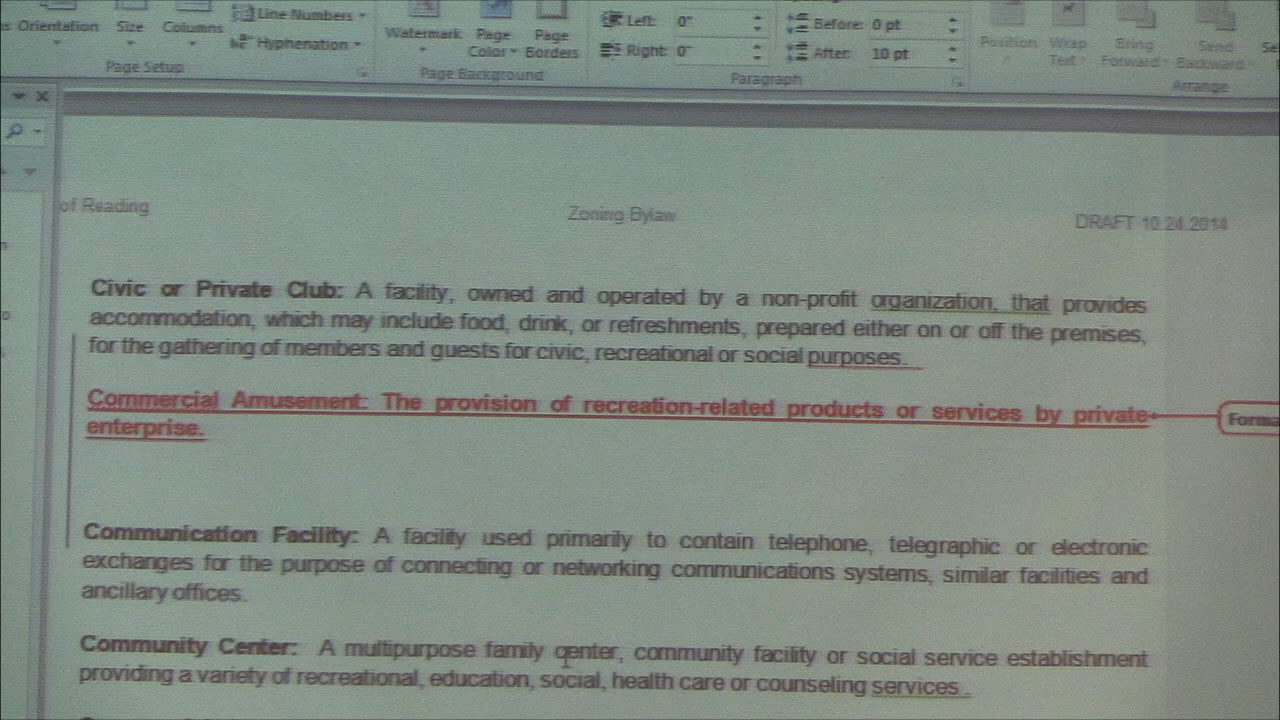 Orientation Size Columns Line Numbers Watermark Page Color Page Borders Left: 0" Before: 0 pt Position Wrap Text Bring Forward Send Backward
Hyphenation Right: 0" After: 10 pt
Page Setup Page Background Paragraph Arrange
of Reading Zoning Bylaw DRAFT 10.24.2014
Civic or Private Club: A facility, owned and operated by a non-profit organization, that provides
accommodation, which may include food, drink, or refreshments, prepared either on or off the premises,
for the gathering of members and guests for civic, recreational or social purposes.
Commercial Amusement: The provision of recreation-related products or services by private
enterprise.
Communication Facility: A facility used primarily to contain telephone, telegraphic or electronic
exchanges for the purpose of connecting or networking communications systems, similar facilities and
ancillary offices.
Community Center: A multipurpose family center, community facility or social service establishment
providing a variety of recreational, education, social, health care or counseling services.